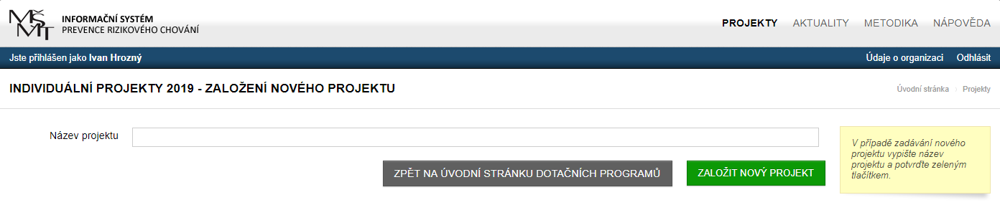 MŠMT
INFORMAČNÍ SYSTÉM
PREVENCE RIZIKOVÉHO CHOVÁNÍ
PROJEKTY AKTUALITY METODIKA NÁPOVĚDA
Jste přihlášen jako Ivan Hrozný
Údaje o organizaci Odhlásit
INDIVIDUÁLNÍ PROJEKTY 2019 - ZALOŽENÍ NOVÉHO PROJEKTU
Úvodní stránka Projekty
Název projektu
ZPĚT NA ÚVODNÍ STRÁNKU DOTAČNÍCH PROGRAMŮ
ZALOŽIT NOVÝ PROJEKT
V případě zadávání nového
projektu vypište název
projektu a potvrďte zeleným
tlačítkem.